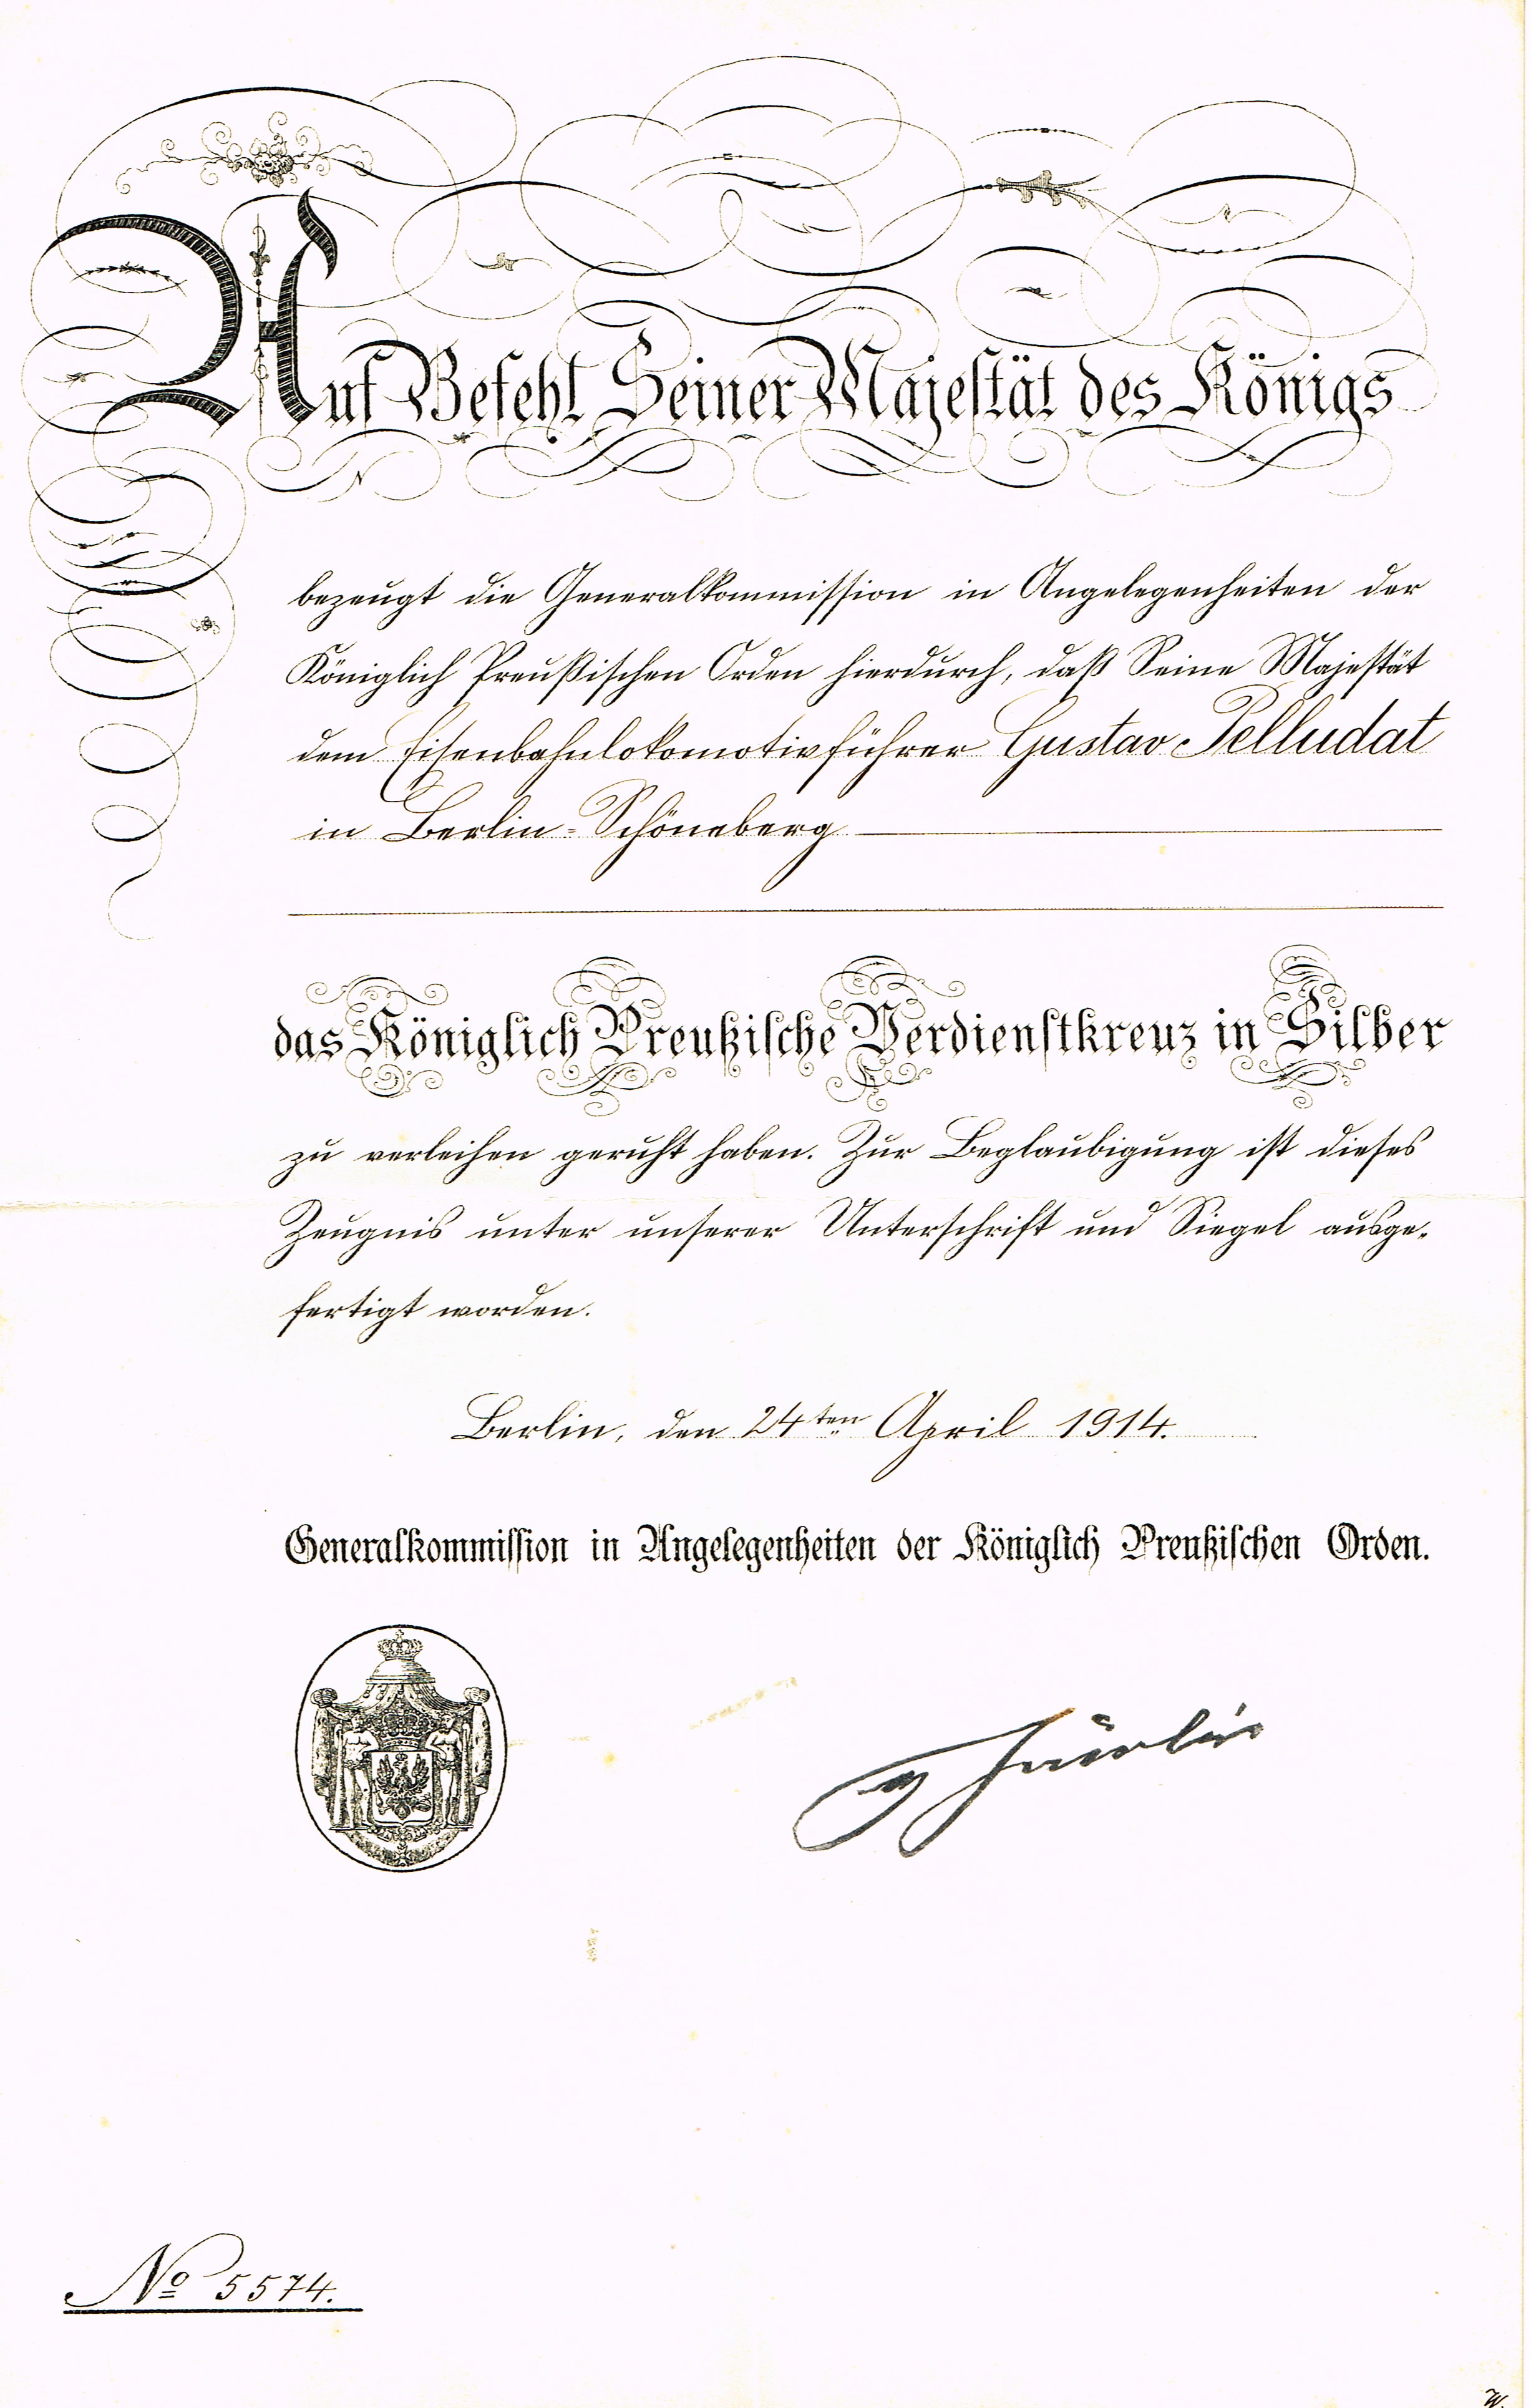 Auf Befehl Seiner Majestät des Königs
bezeugt die Generalkommission in Angelegenheiten der
Königlich Preußischen Orden hierdurch, daß Seine Majestät
dem Eisenbahnlokomotivführer Gustav Pelludat
in Berlin-Schöneberg
das Königlich Preußische Verdienstkreuz in Silber
zu verleihen geruht haben. Zur Beglaubigung ist dieses
Zeugnis unter unserer Unterschrift und Siegel ausge-
fertigt worden.
Berlin, den 24ten April 1914.
Generalkommission in Angelegenheiten der Königlich Preußischen Orden.
No 5574.
W.